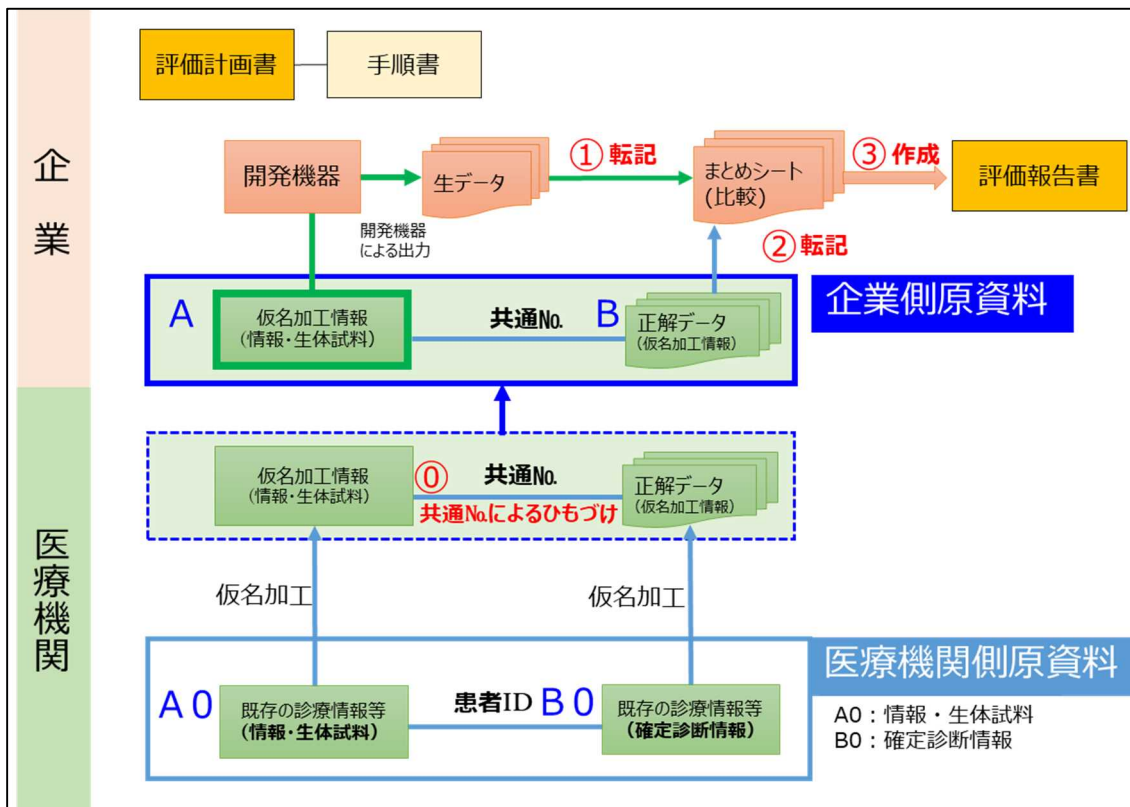 企業
評価計画書
手順書
開発機器
生データ
① 転記
まとめシート
(比較)
③ 作成
評価報告書
開発機器
による出力
② 転記
企業側原資料
A
仮名加工情報
(情報・生体試料)
共通No.
B
正解データ
(仮名加工情報)
医療機関
仮名加工情報
(情報・生体試料)
⓪
共通No.
共通No.によるひもづけ
正解データ
(仮名加工情報)
仮名加工
仮名加工
医療機関側原資料
A0
既存の診療情報等
(情報・生体試料)
患者ID
B0
既存の診療情報等
(確定診断情報)
A0：情報・生体試料
B0：確定診断情報